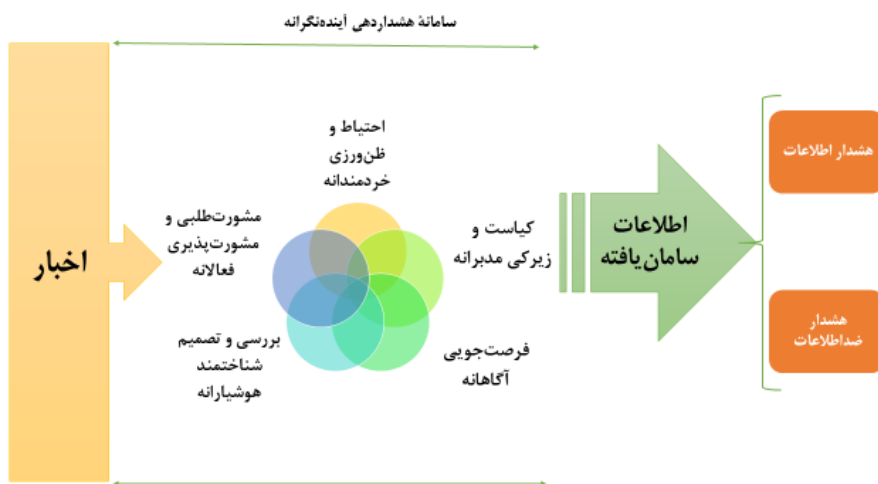 سامانهٔ هشداردهی آینده‌نگرانه
اخبار
احتیاط و
ظن‌ورزی
خردمندانه
مشورت‌طلبی و
مشورت‌پذیری
فعالانه
کیاست و
زیرکی مدبرانه
بررسی و تصمیم
شناختمند
هوشیارانه
فرصت‌جویی
آگاهانه
اطلاعات
سامان‌یافته
هشدار اطلاعات
هشدار
ضداطلاعات